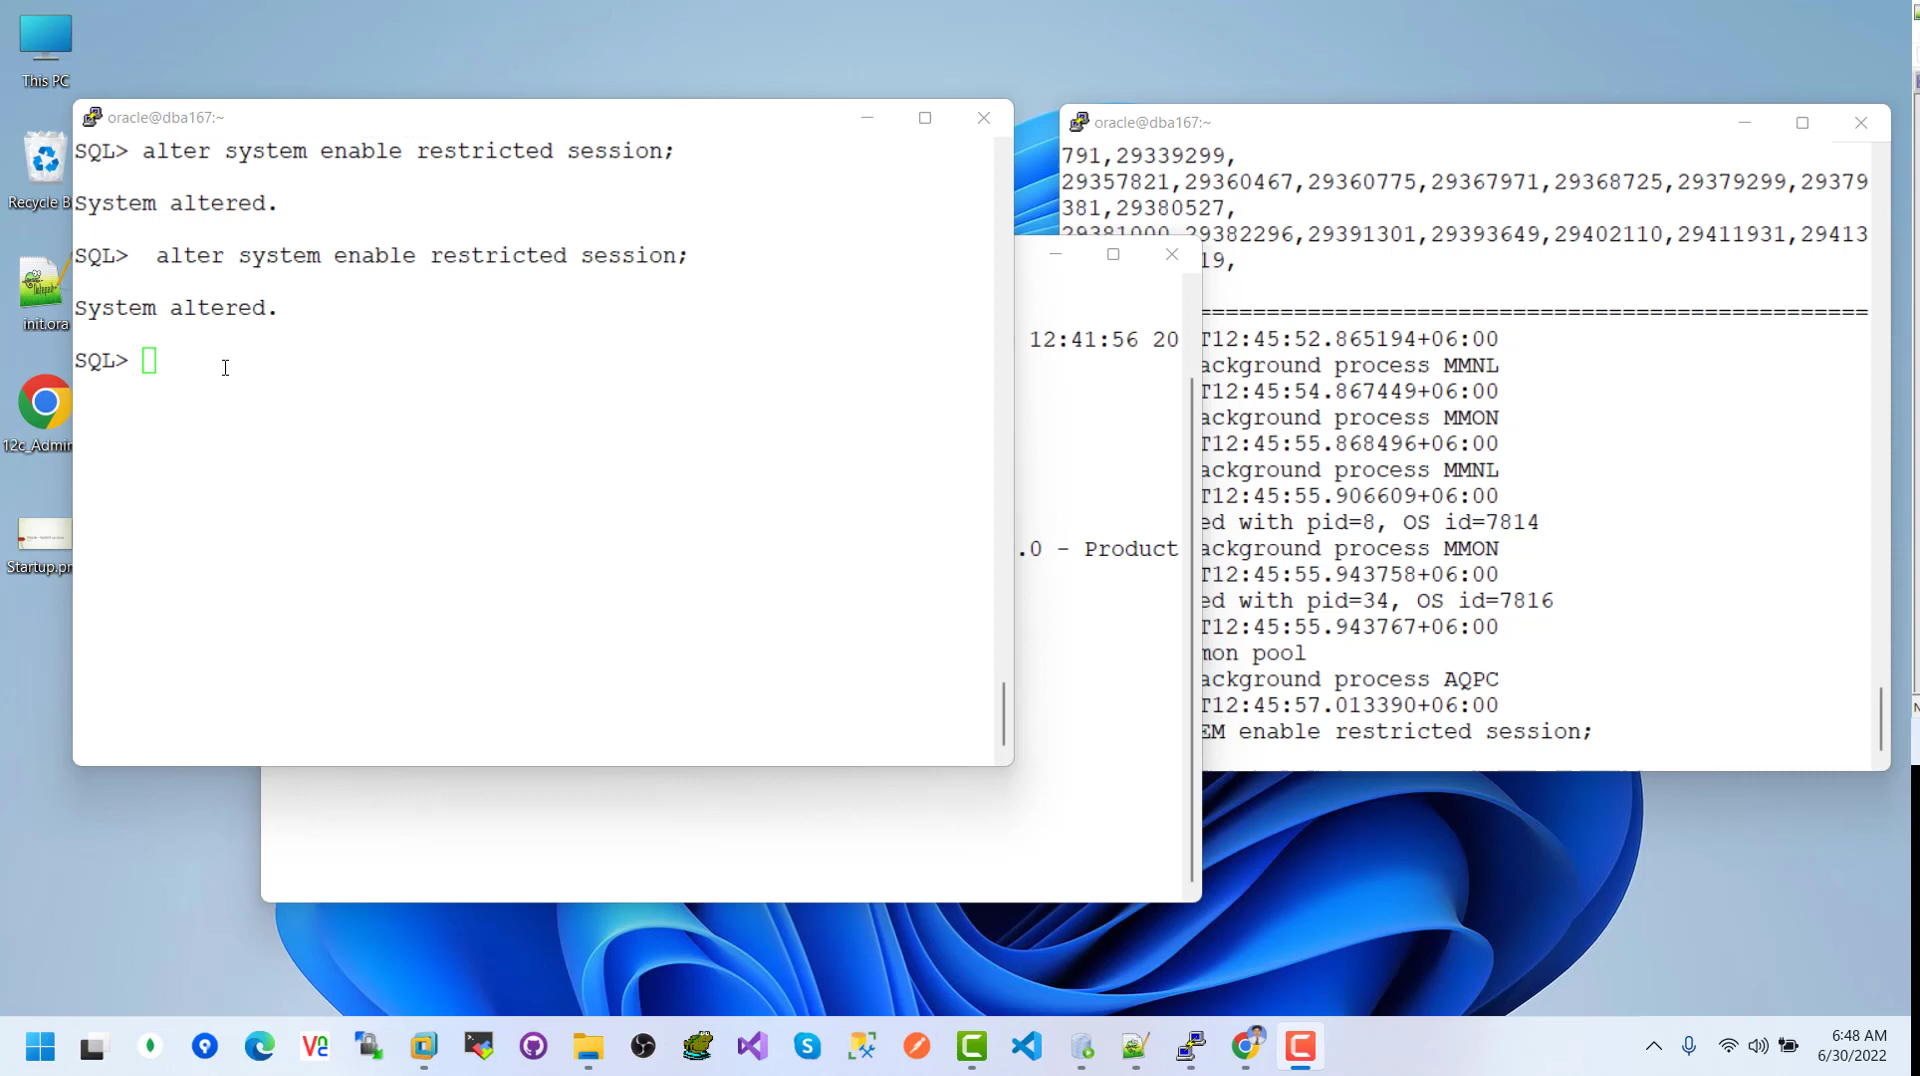 This PC
Recycle B
init.ora
12c_Admin
Startup.pr
oracle@dba167:~
SQL> alter system enable restricted session;
System altered.
SQL>  alter system enable restricted session;
System altered.
SQL>
12:41:56 20
.0 - Product
oracle@dba167:~
791,29339299,
29357821,29360467,29360775,29367971,29368725,29379299,29379
381,29380527,
29381000,29382296,29391301,29393649,29402110,29411931,29413
19,
===================================================
T12:45:52.865194+06:00
ackground process MMNL
T12:45:54.867449+06:00
ackground process MMON
T12:45:55.868496+06:00
ackground process MMNL
T12:45:55.906609+06:00
ed with pid=8, OS id=7814
ackground process MMON
T12:45:55.943758+06:00
ed with pid=34, OS id=7816
T12:45:55.943767+06:00
mon pool
ackground process AQPC
T12:45:57.013390+06:00
EM enable restricted session;
6:48 AM
6/30/2022